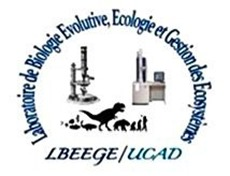 Laboratoire de Biologie Evolutive, Ecologie et Gestion des Ecosystèmes
LBEEGE/UCAD